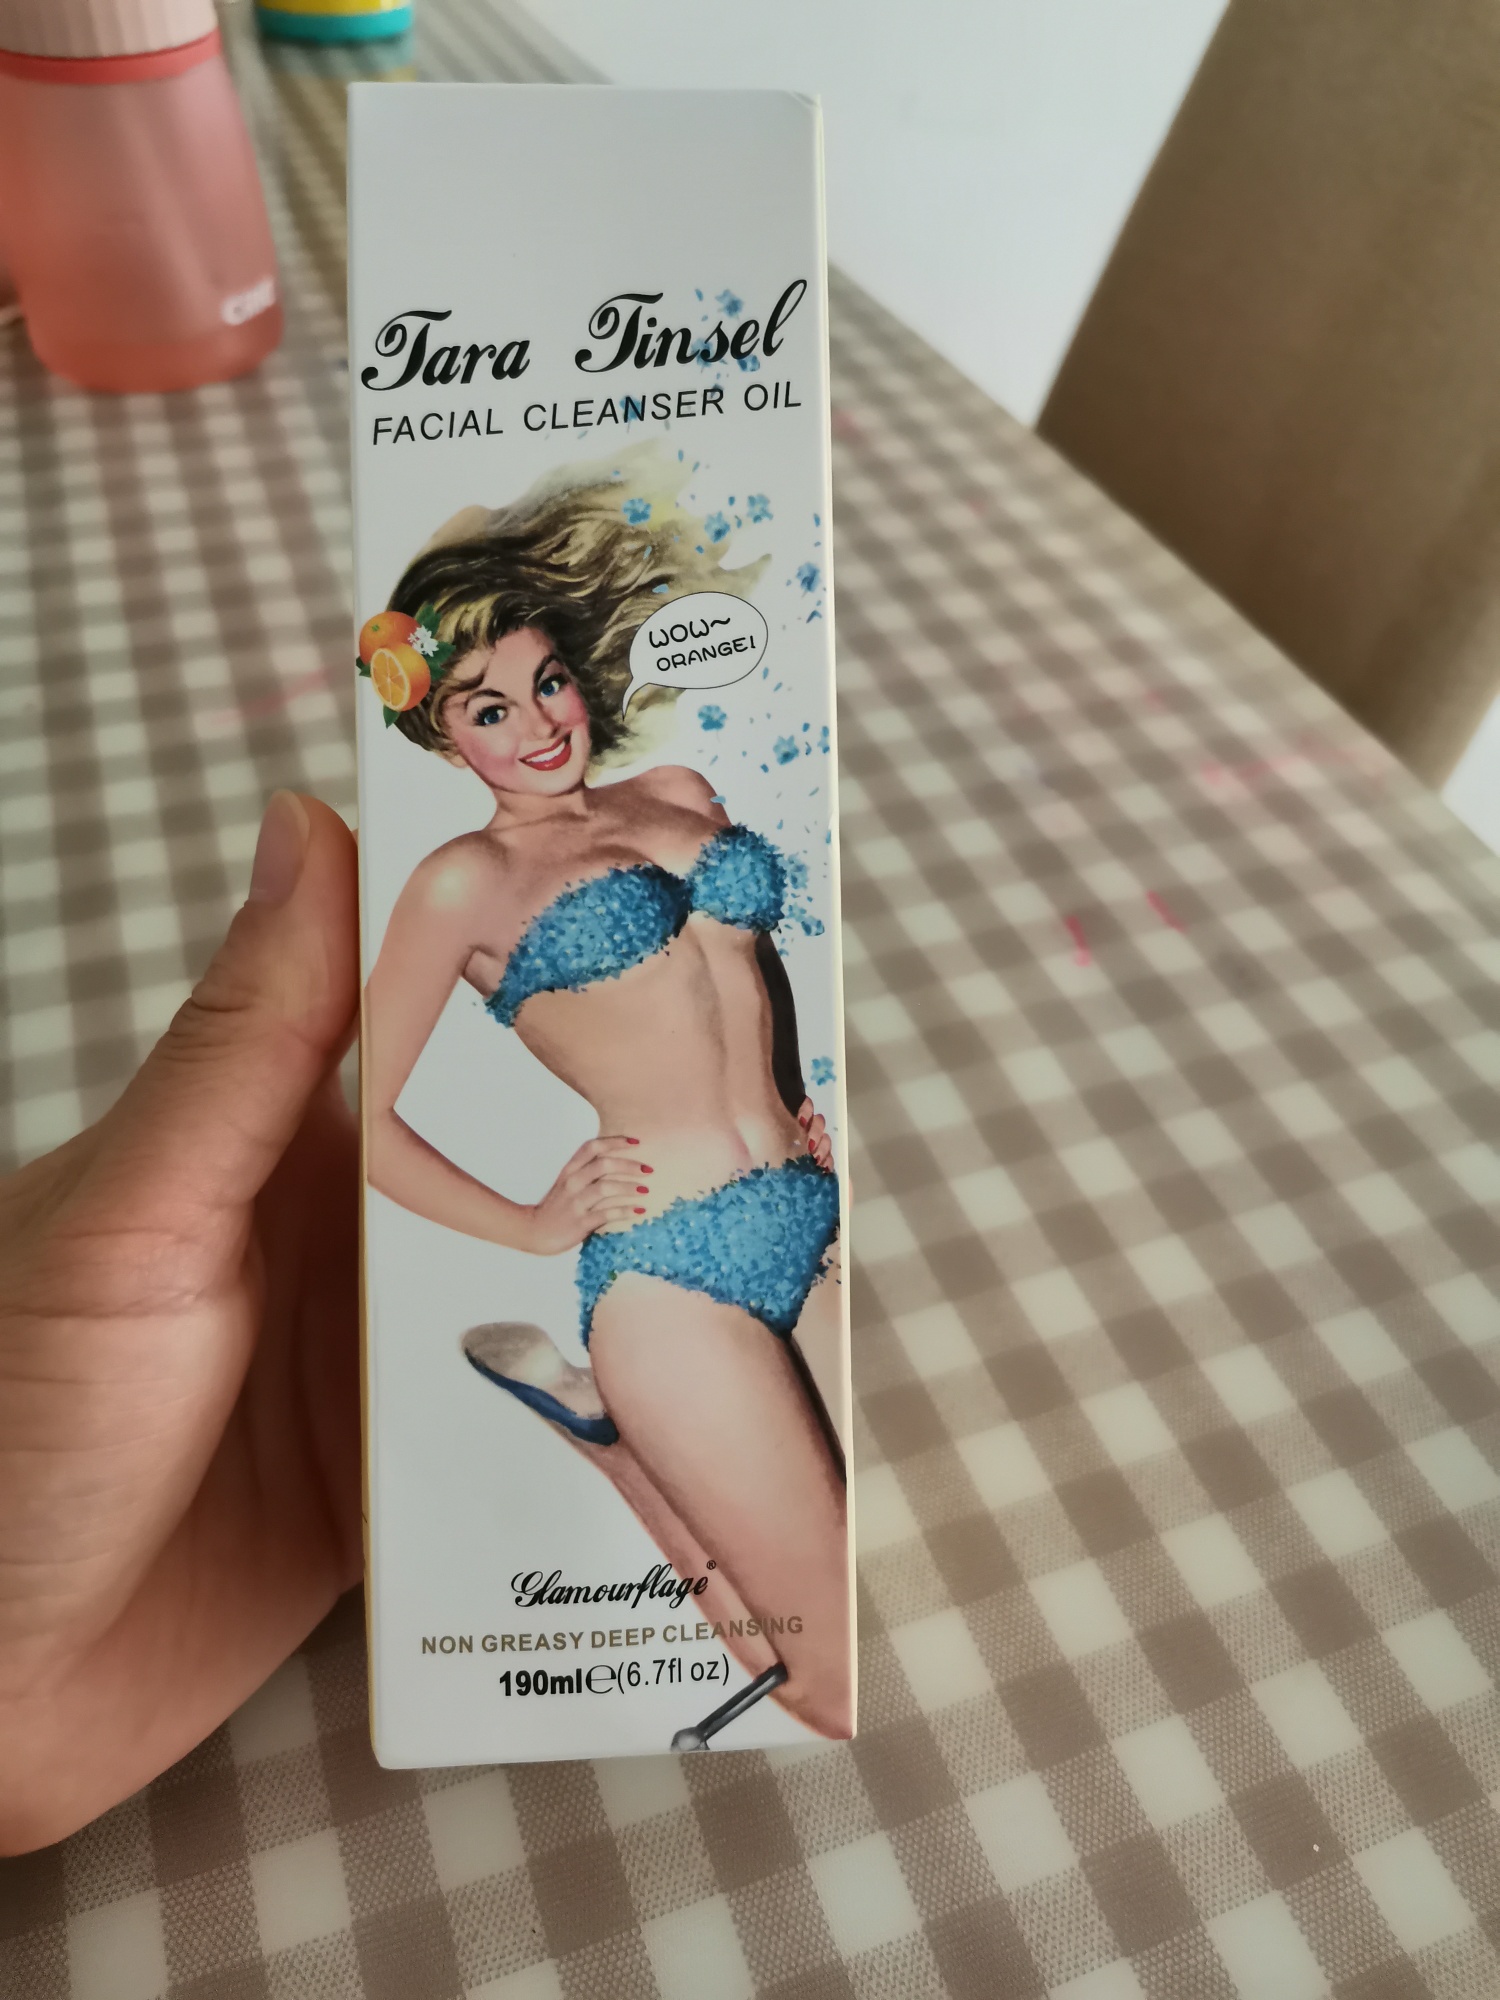 Tara Tinsel
FACIAL CLEANSER OIL
WOW~
ORANGE!
Glamourflage®
NON GREASY DEEP CLEANSING
190ml℮(6.7fl oz)